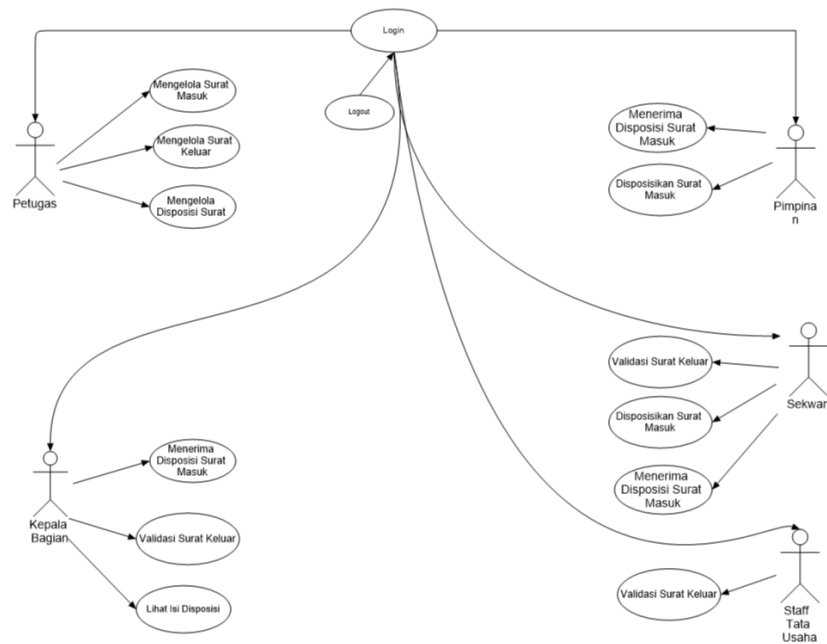 Login
Logout
Mengelola Surat
Masuk
Mengelola Surat
Keluar
Mengelola
Disposisi Surat
Petugas
Menerima
Disposisi Surat
Masuk
Disposisikan Surat
Masuk
Pimpina
n
Validasi Surat Keluar
Disposisikan Surat
Masuk
Menerima
Disposisi Surat
Masuk
Sekwan
Menerima
Disposisi Surat
Masuk
Validasi Surat Keluar
Lihat Isi Disposisi
Kepala
Bagian
Validasi Surat Keluar
Staff
Tata
Usaha